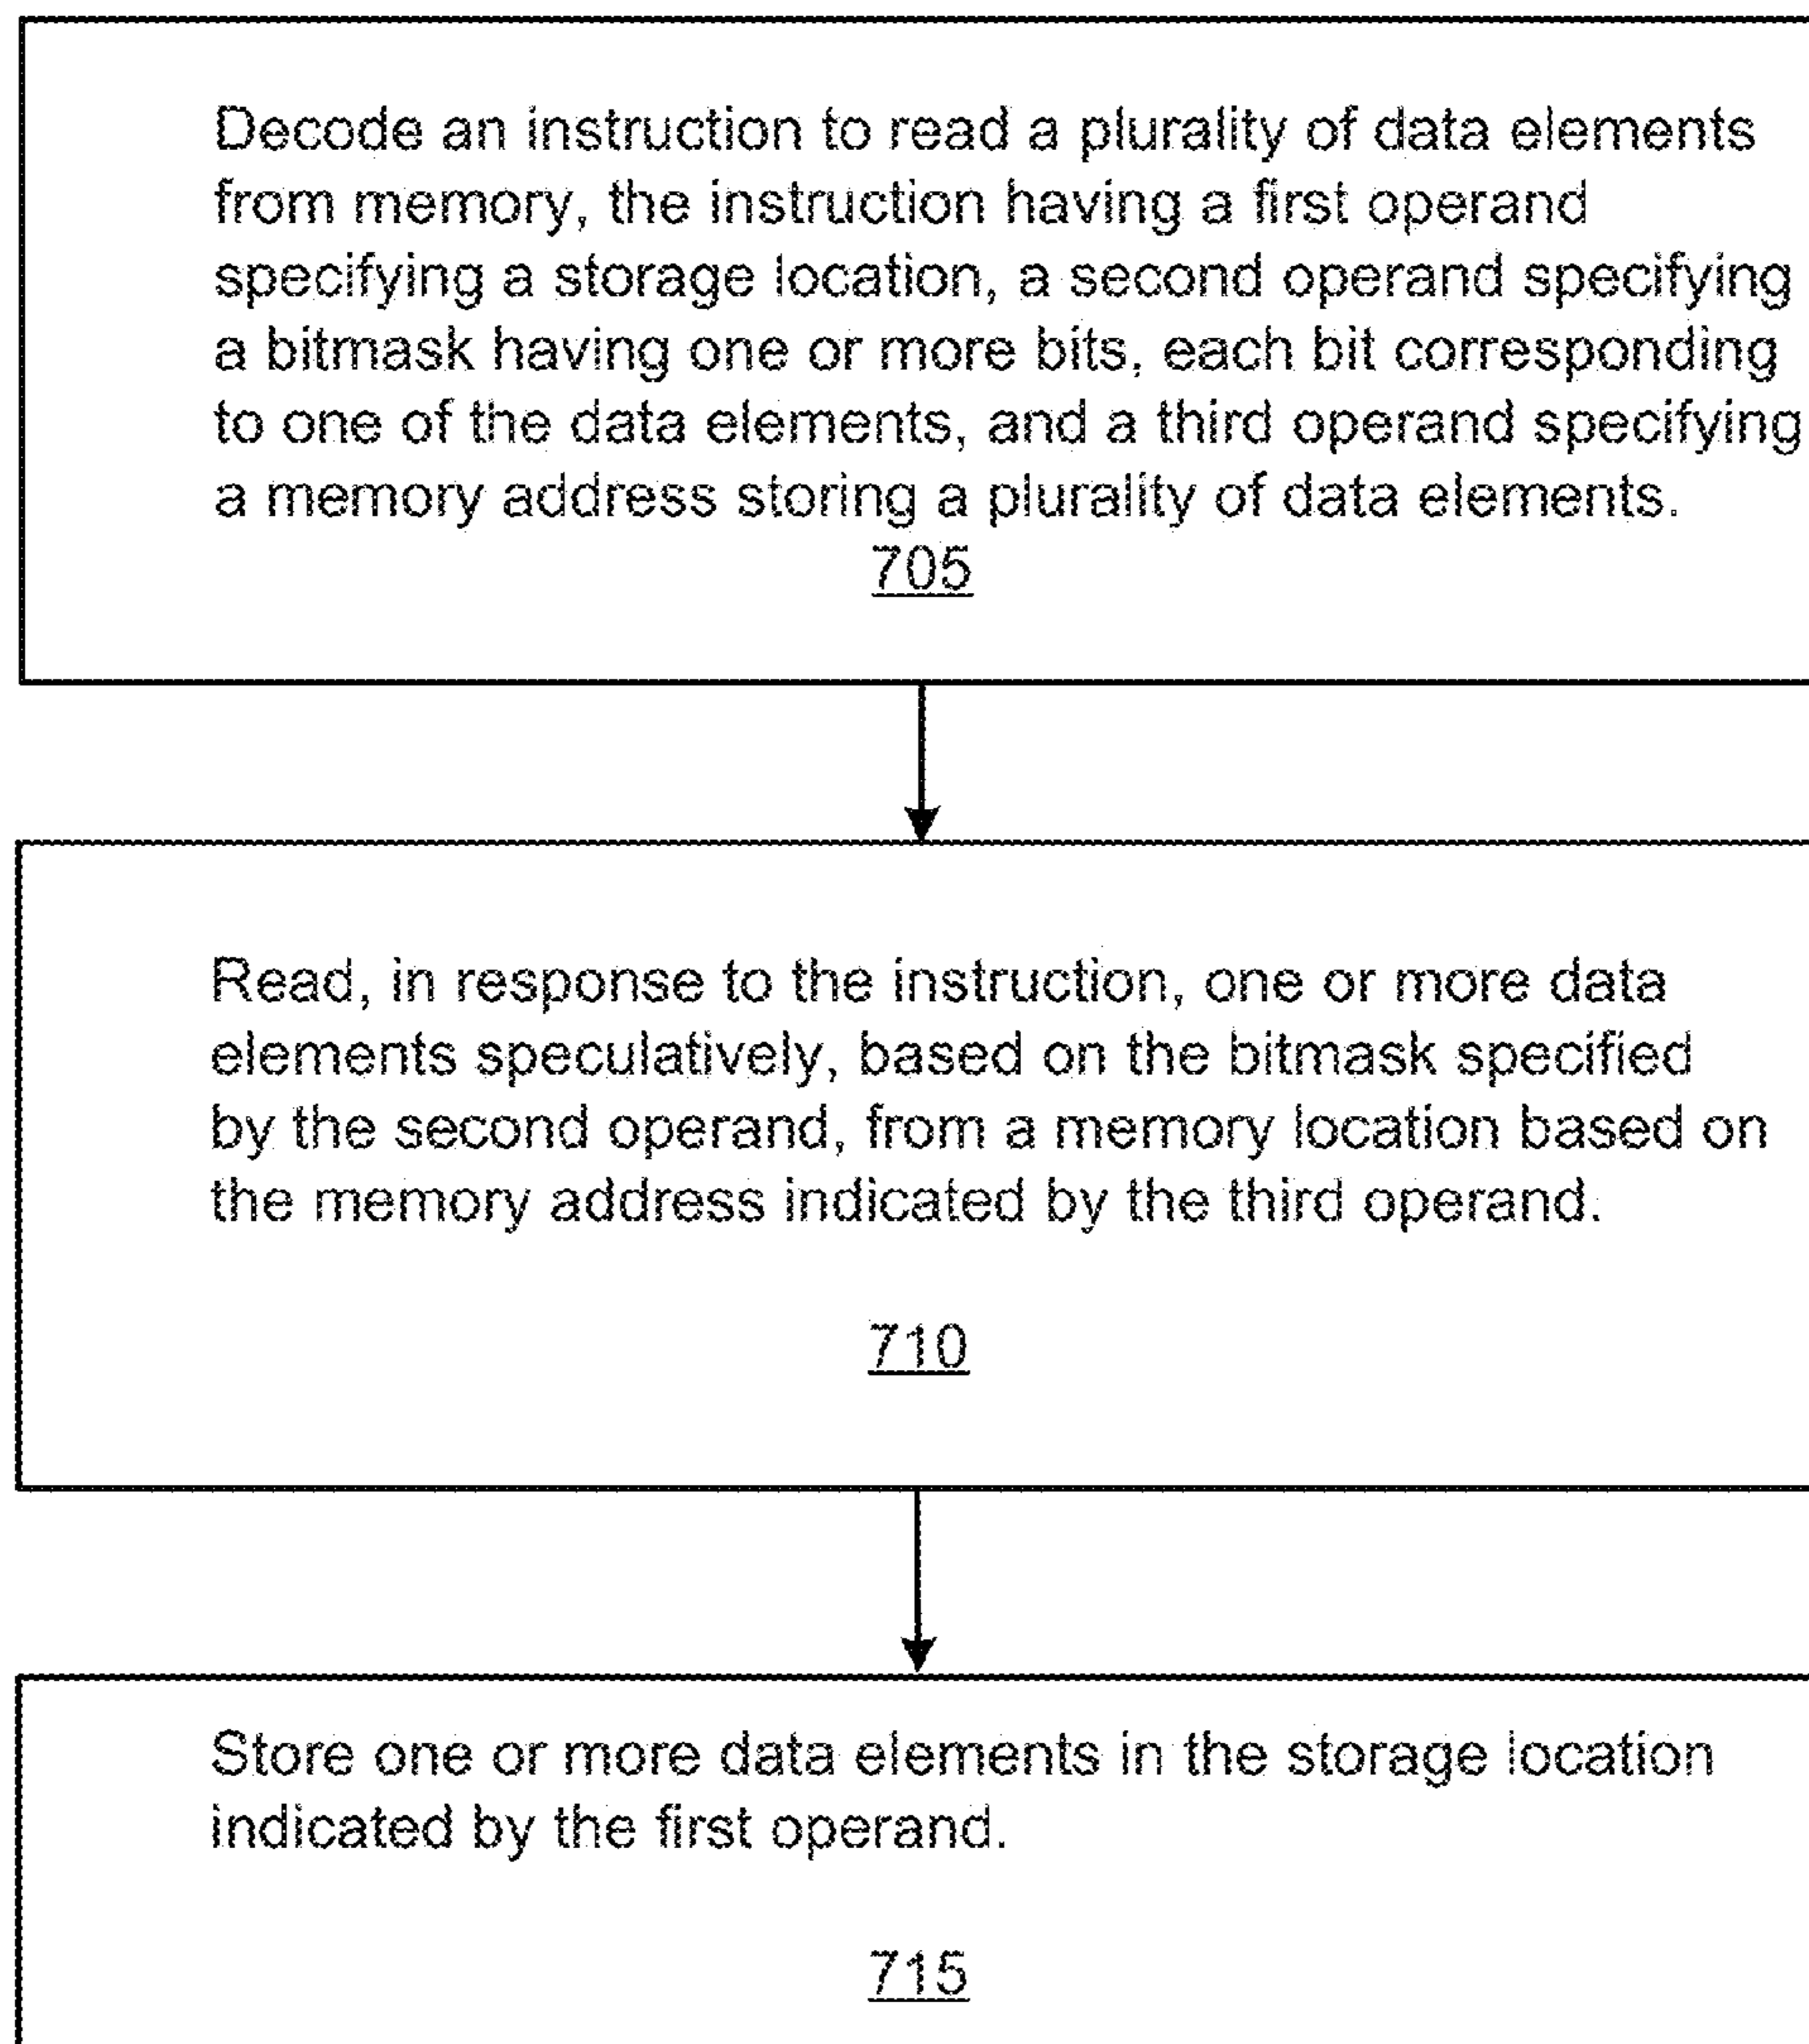 Decode an instruction to read a plurality of data elements
from memory, the instruction having a first operand
specifying a storage location, a second operand specifying
a bitmask having one or more bits, each bit corresponding
to one of the data elements, and a third operand specifying
a memory address storing a plurality of data elements.
705
Read, in response to the instruction, one or more data
elements speculatively, based on the bitmask specified
by the second operand, from a memory location based on
the memory address indicated by the third operand.
710
Store one or more data elements in the storage location
indicated by the first operand.
715